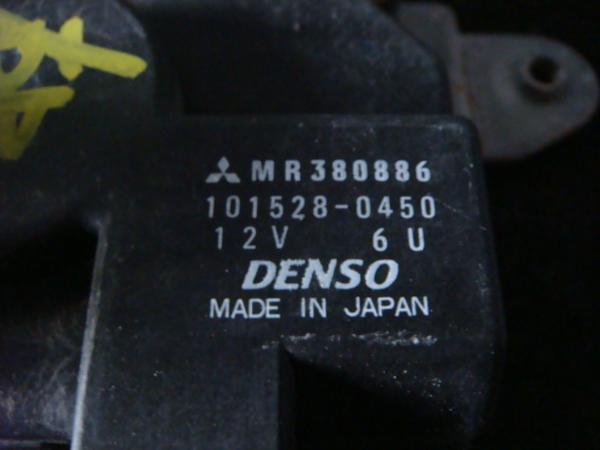 MR380886
101528-0450
12V 6U
DENSO
MADE IN JAPAN